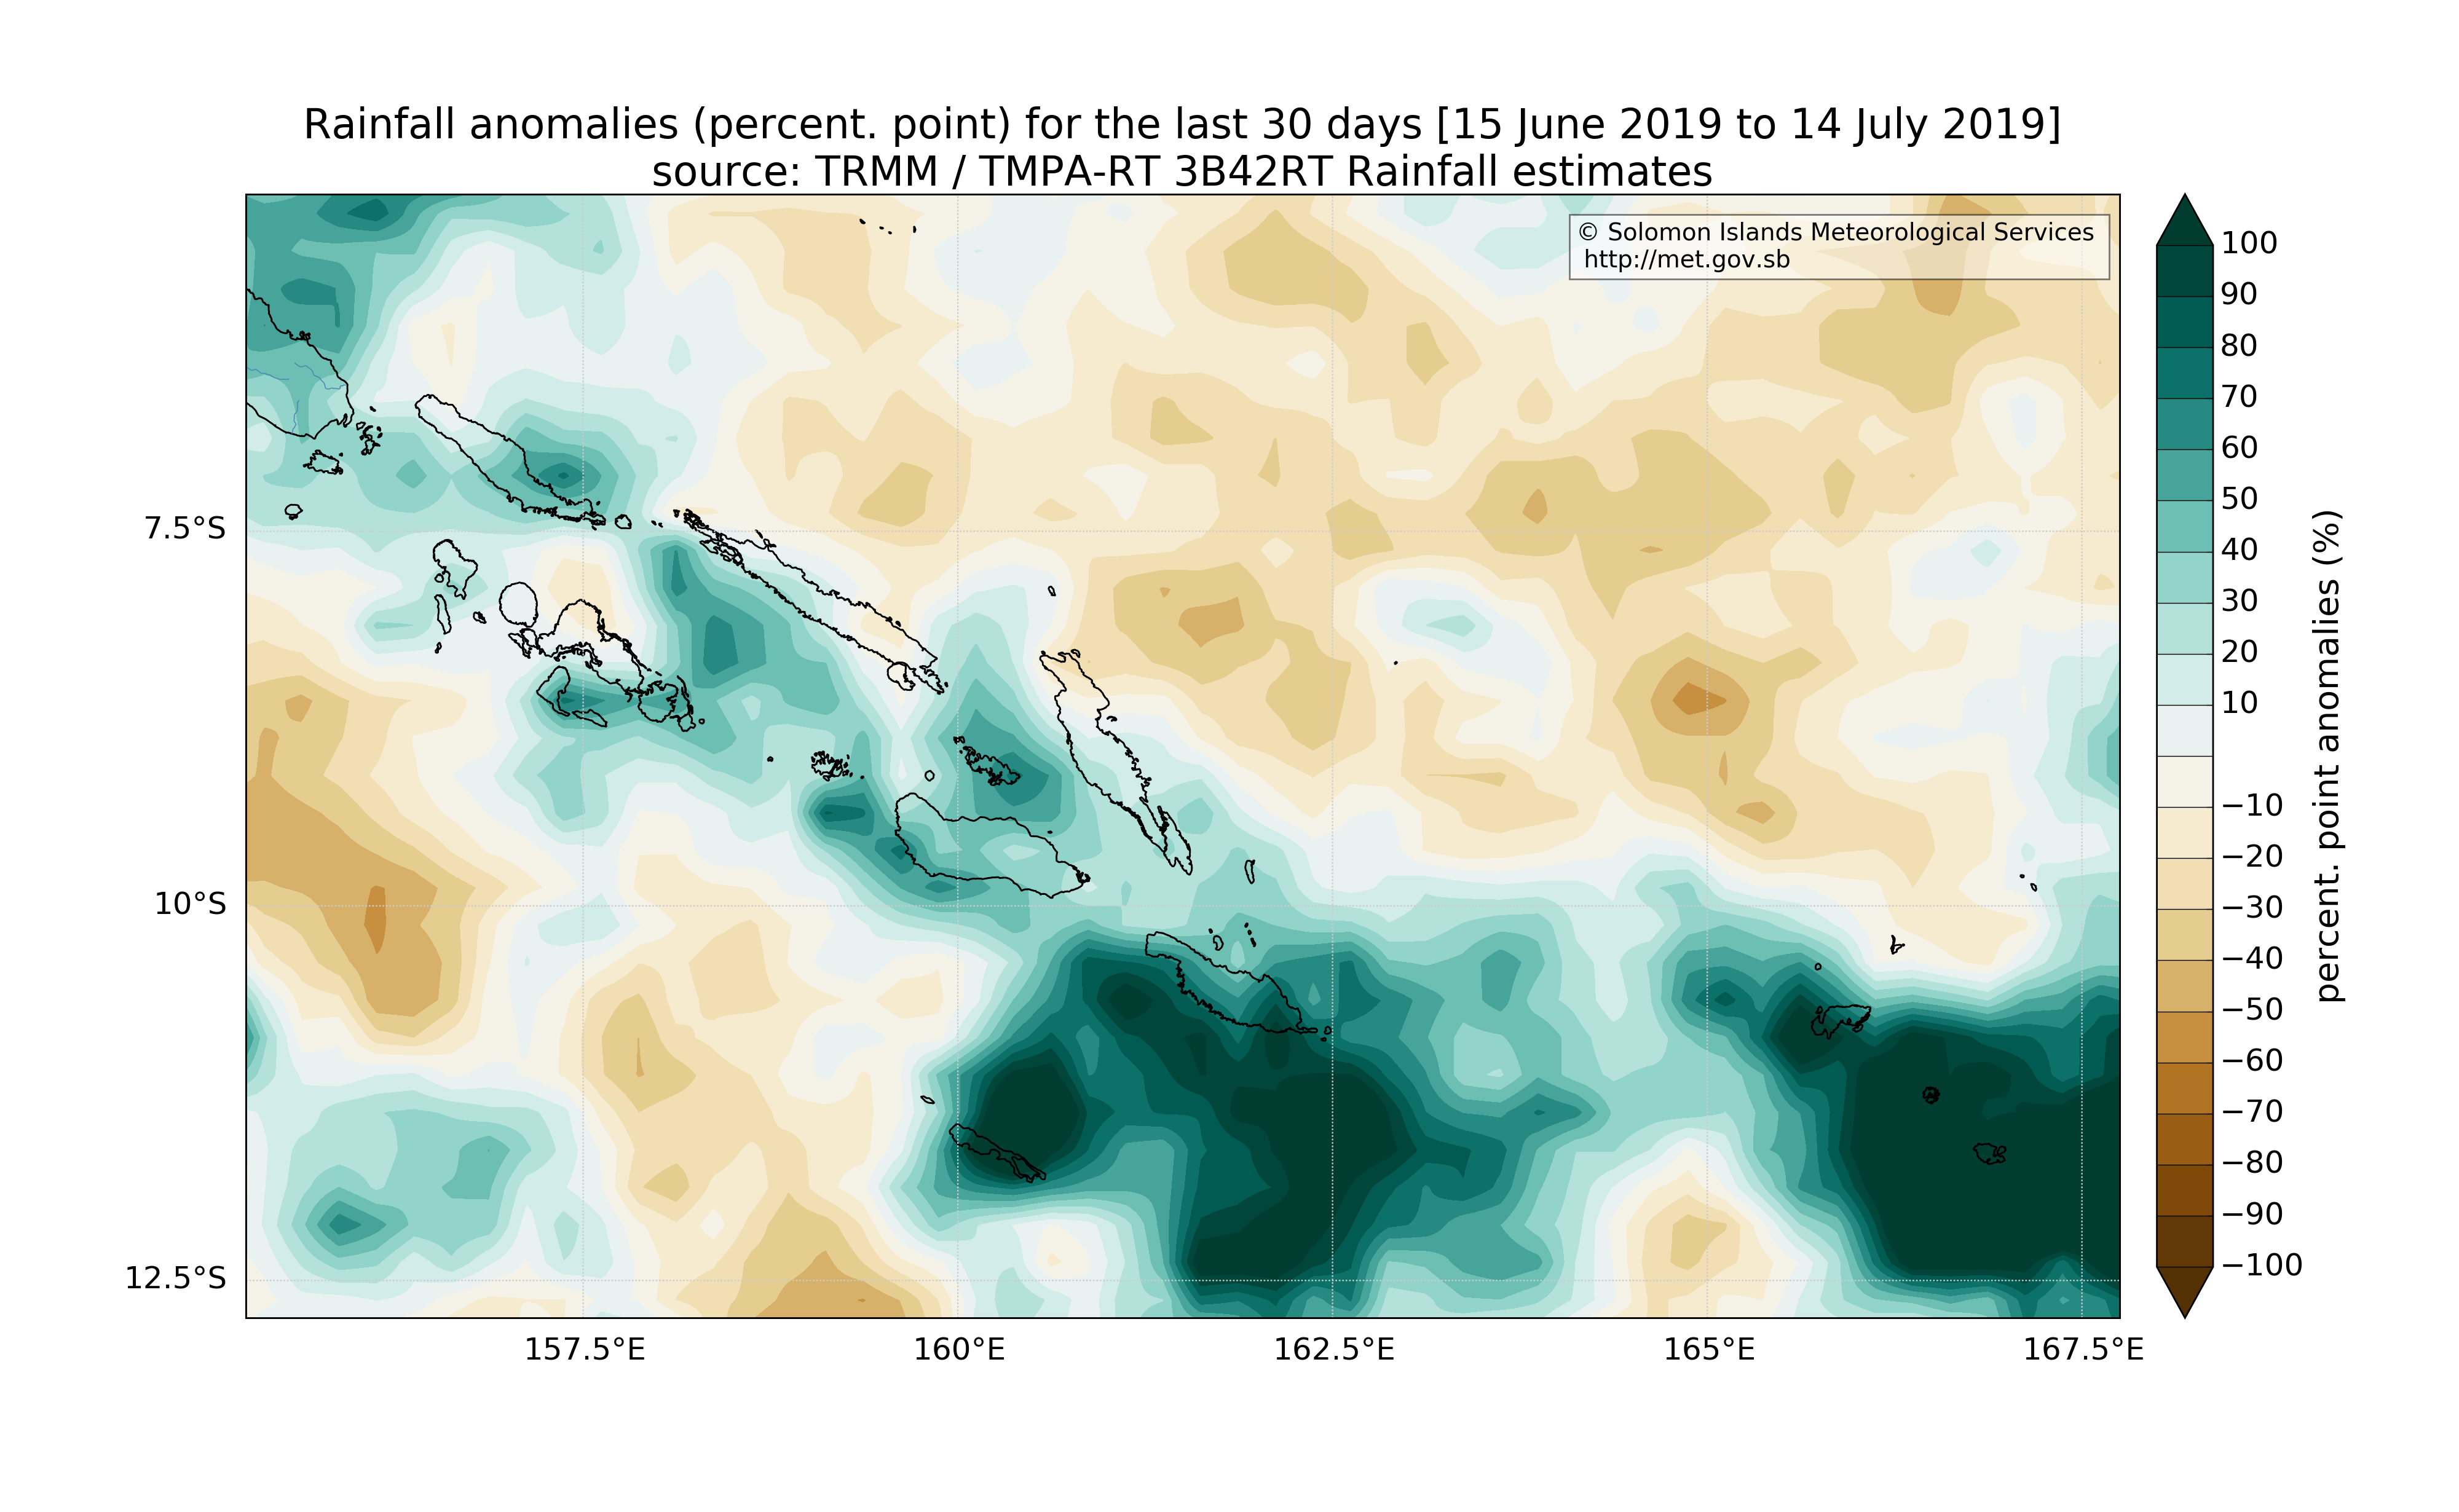 Rainfall anomalies (percent. point) for the last 30 days [15 June 2019 to 14 July 2019]
source: TRMM / TMPA-RT 3B42RT Rainfall estimates
© Solomon Islands Meteorological Services
http://met.gov.sb
7.5°S
10°S
12.5°S
157.5°E
160°E
162.5°E
165°E
167.5°E
100
90
80
70
60
50
40
30
20
10
−10
−20
−30
−40
−50
−60
−70
−80
−90
−100
percent. point anomalies (%)